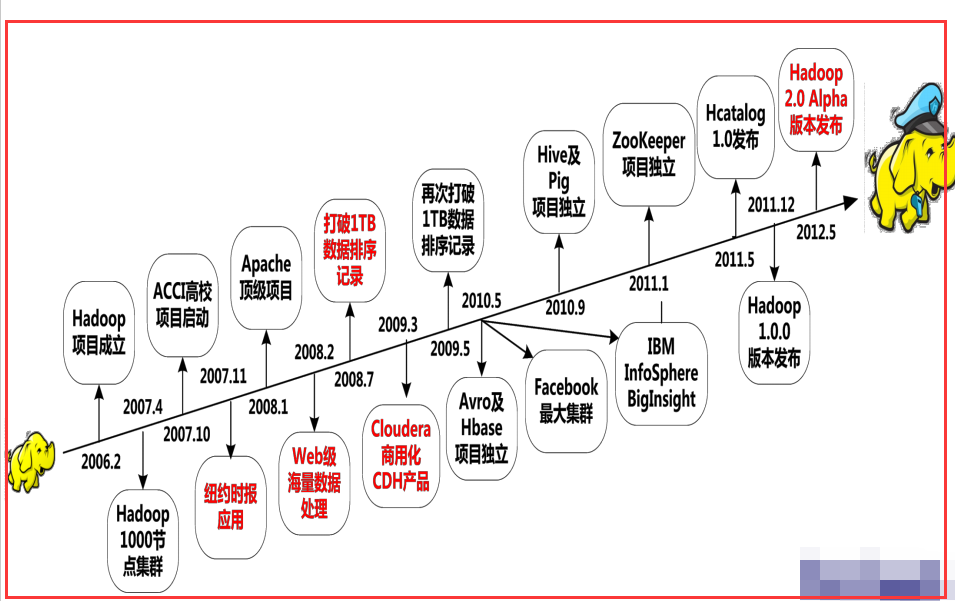 Hadoop
2.0 Alpha
版本发布
Hcatalog
1.0发布
ZooKeeper
项目独立
Hive及
Pig
项目独立
再次打破
1TB数据
排序记录
打破1TB
数据排序
记录
Apache
顶级项目
ACCI高校
项目启动
Hadoop
项目成立
2006.2
2007.4
2007.10
2007.11
2008.1
2008.2
2008.7
2009.3
2009.5
2010.5
2010.9
2011.1
2011.5
2011.12
2012.5
Hadoop
1000节
点集群
纽约时报
应用
Web级
海量数据
处理
Cloudera
商用化
CDH产品
Avro及
Hbase
项目独立
Facebook
最大集群
IBM
InfoSphere
BigInsight
Hadoop
1.0.0
版本发布